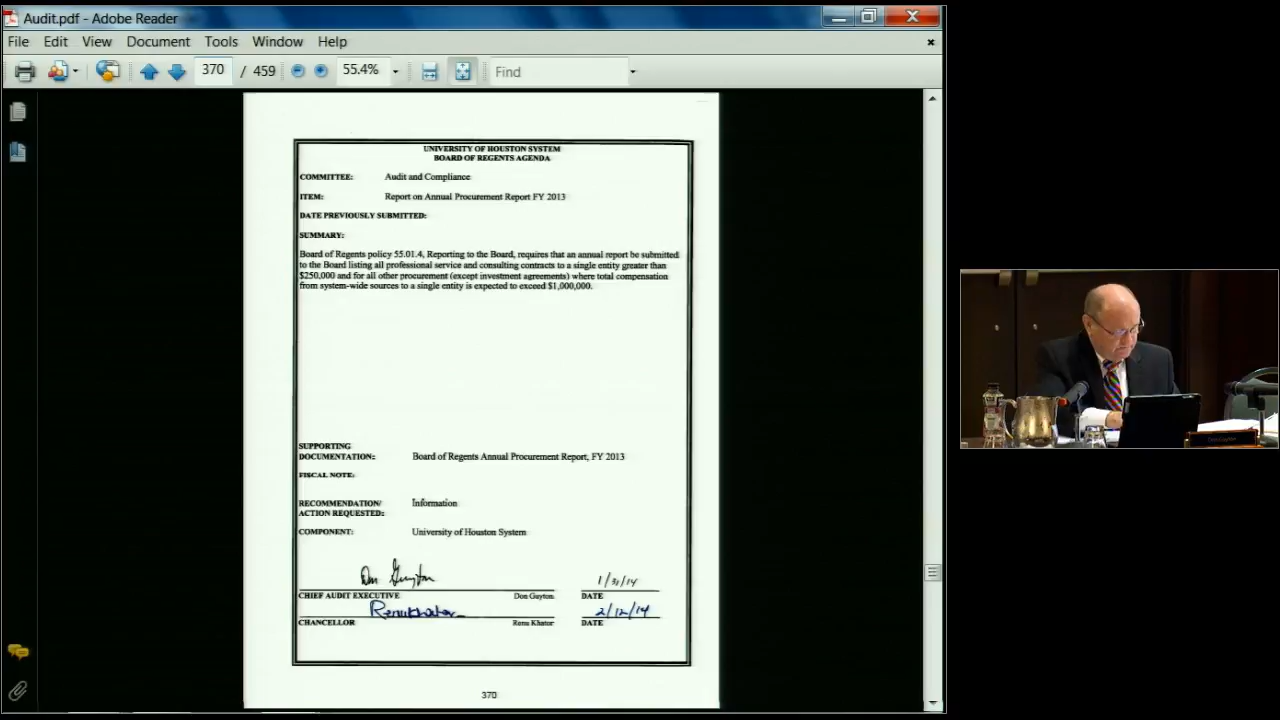 Audit.pdf - Adobe Reader
File Edit View Document Tools Window Help
370 / 459 55.4% Find
UNIVERSITY OF HOUSTON SYSTEM
BOARD OF REGENTS AGENDA
COMMITTEE: Audit and Compliance
ITEM: Report on Annual Procurement Report FY 2013
DATE PREVIOUSLY SUBMITTED:
SUMMARY:
Board of Regents policy 55.01.4, Reporting to the Board, requires that an annual report be submitted
to the Board listing all professional service and consulting contracts to a single entity greater than
$250,000 and for all other procurement (except investment agreements) where total compensation
from system-wide sources to a single entity is expected to exceed $1,000,000.
SUPPORTING
DOCUMENTATION: Board of Regents Annual Procurement Report, FY 2013
FISCAL NOTE:
RECOMMENDATION/ Information
ACTION REQUESTED:
COMPONENT: University of Houston System
Don Guyton 1/31/14
CHIEF AUDIT EXECUTIVE Don Guyton DATE
Renu Khator 2/12/14
CHANCELLOR Renu Khator DATE
370
Don Guyton